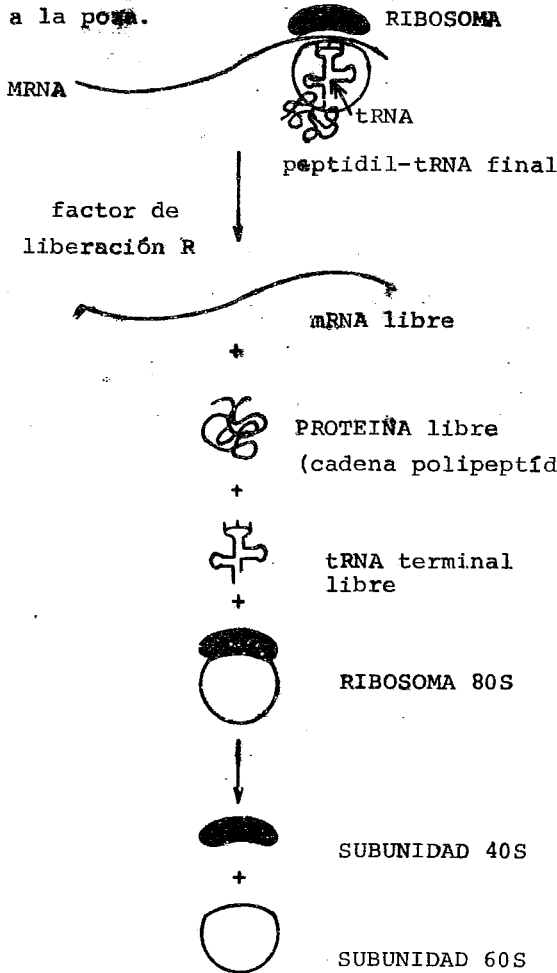 a la
RIBOSOMA
MRNA
tRNA
peptidil-tRNA final
factor de
liberación R
mRNA libre
+
PROTEINA libre
(cadena polipeptíd
+
tRNA terminal
libre
+
RIBOSOMA 80S
SUBUNIDAD 40S
+
SUBUNIDAD 60S